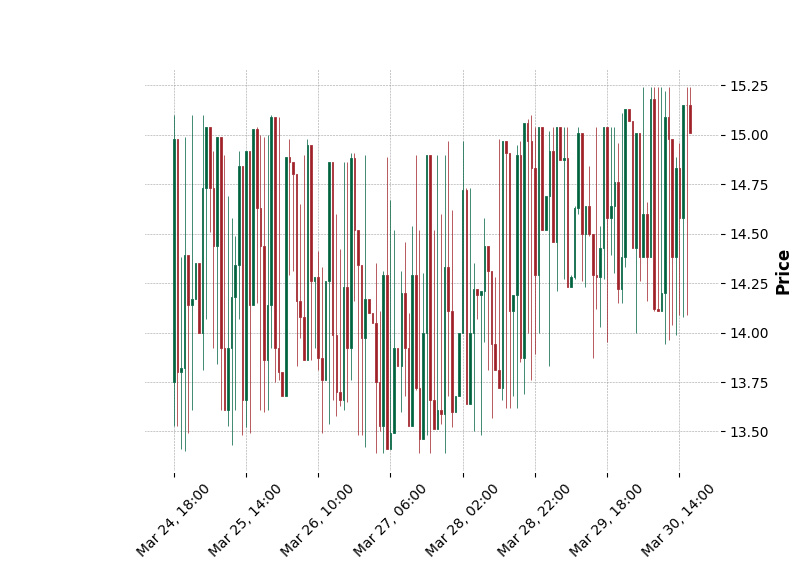 15.25
15.00
14.75
14.50
14.25
14.00
13.75
13.50
Price
Mar 24, 18:00
Mar 25, 14:00
Mar 26, 10:00
Mar 27, 06:00
Mar 28, 02:00
Mar 28, 22:00
Mar 29, 18:00
Mar 30, 14:00